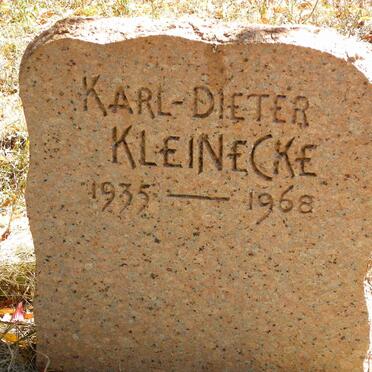 KARL-DIETER
KLEINECKE
1935 — 1968